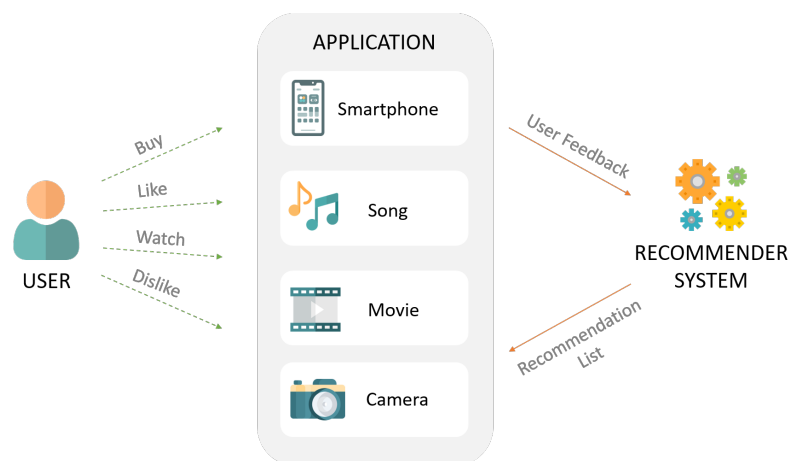 APPLICATION
Smartphone
Song
Movie
Camera
Buy
Like
Watch
Dislike
USER
User Feedback
RECOMMENDER
SYSTEM
Recommendation
List